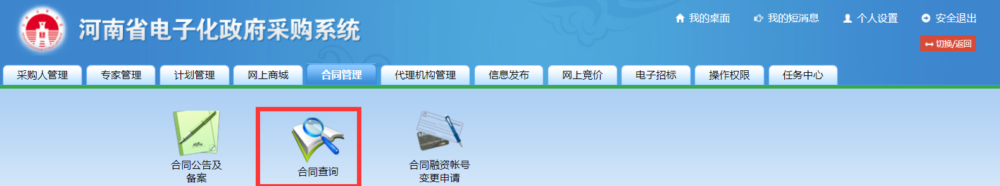 我的桌面 我的短消息 个人设置 安全退出
河南省电子化政府采购系统
切换/返回
采购人管理 专家管理 计划管理 网上商城 合同管理 代理机构管理 信息发布 网上竞价 电子招标 操作权限 任务中心
合同公告及
备案
合同查询
合同融资帐号
变更申请